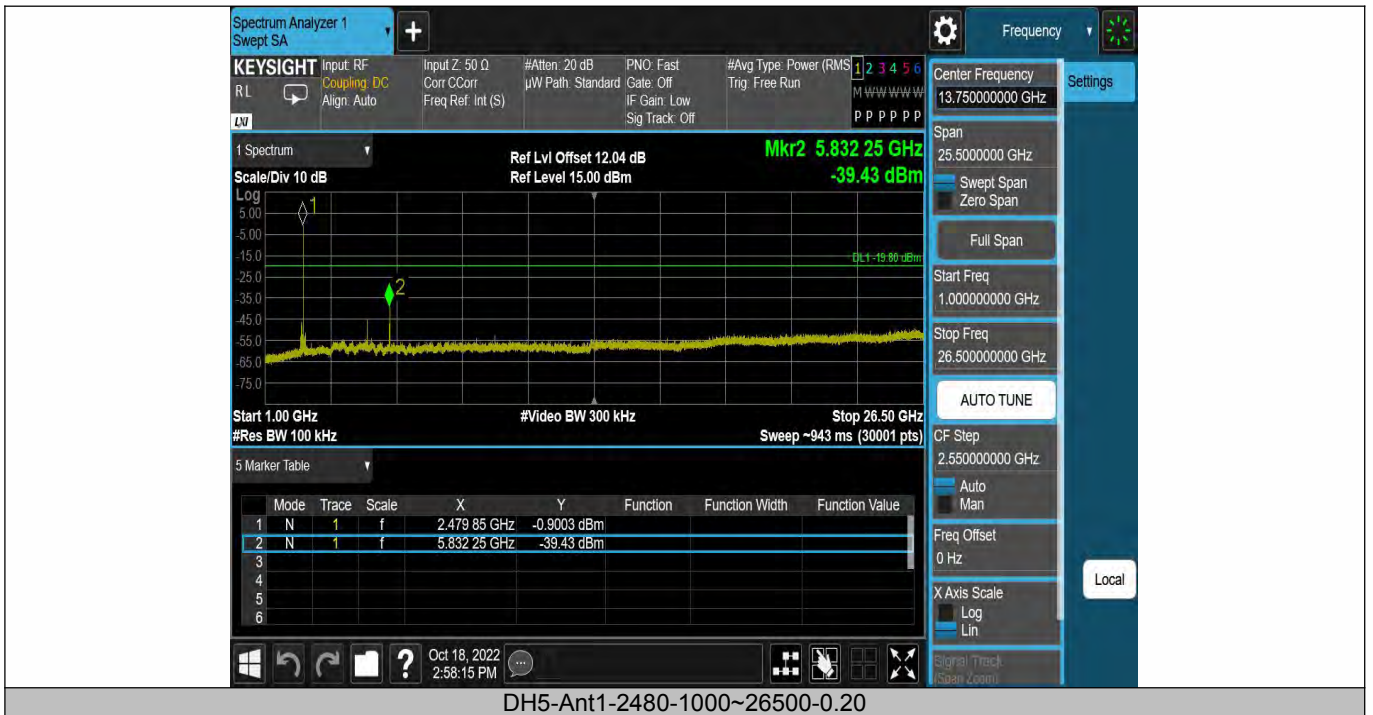 Spectrum Analyzer 1
Swept SA
+
Frequency
KEYSIGHT
RL
LXI
Input: RF
Coupling: DC
Align: Auto
Input Z: 50 Ω
Corr CCorr
Freq Ref: Int (S)
#Atten: 20 dB
µW Path: Standard
PNO: Fast
Gate: Off
IF Gain: Low
Sig Track: Off
#Avg Type: Power (RMS
Trig: Free Run
1 2 3 4 5 6
M W W W W W
P P P P P P
Center Frequency
13.750000000 GHz
Settings
Span
25.5000000 GHz
Swept Span
Zero Span
Full Span
Start Freq
1.000000000 GHz
Stop Freq
26.500000000 GHz
AUTO TUNE
CF Step
2.550000000 GHz
Auto
Man
Freq Offset
0 Hz
X Axis Scale
Log
Lin
Signal Track
(Span Zoom)
Local
1 Spectrum
Scale/Div 10 dB
Ref Lvl Offset 12.04 dB
Ref Level 15.00 dBm
Mkr2 5.832 25 GHz
-39.43 dBm
Log
5.00
-5.00
-15.0
-25.0
-35.0
-45.0
-55.0
-65.0
-75.0
1
2
DL1 -19.80 dBm
Start 1.00 GHz
#Video BW 300 kHz
Stop 26.50 GHz
#Res BW 100 kHz
Sweep ~943 ms (30001 pts)
5 Marker Table
Mode Trace Scale X Y Function Function Width Function Value
1 N 1 f 2.479 85 GHz -0.9003 dBm
2 N 1 f 5.832 25 GHz -39.43 dBm
3
4
5
6
?
Oct 18, 2022
2:58:15 PM
DH5-Ant1-2480-1000~26500-0.20